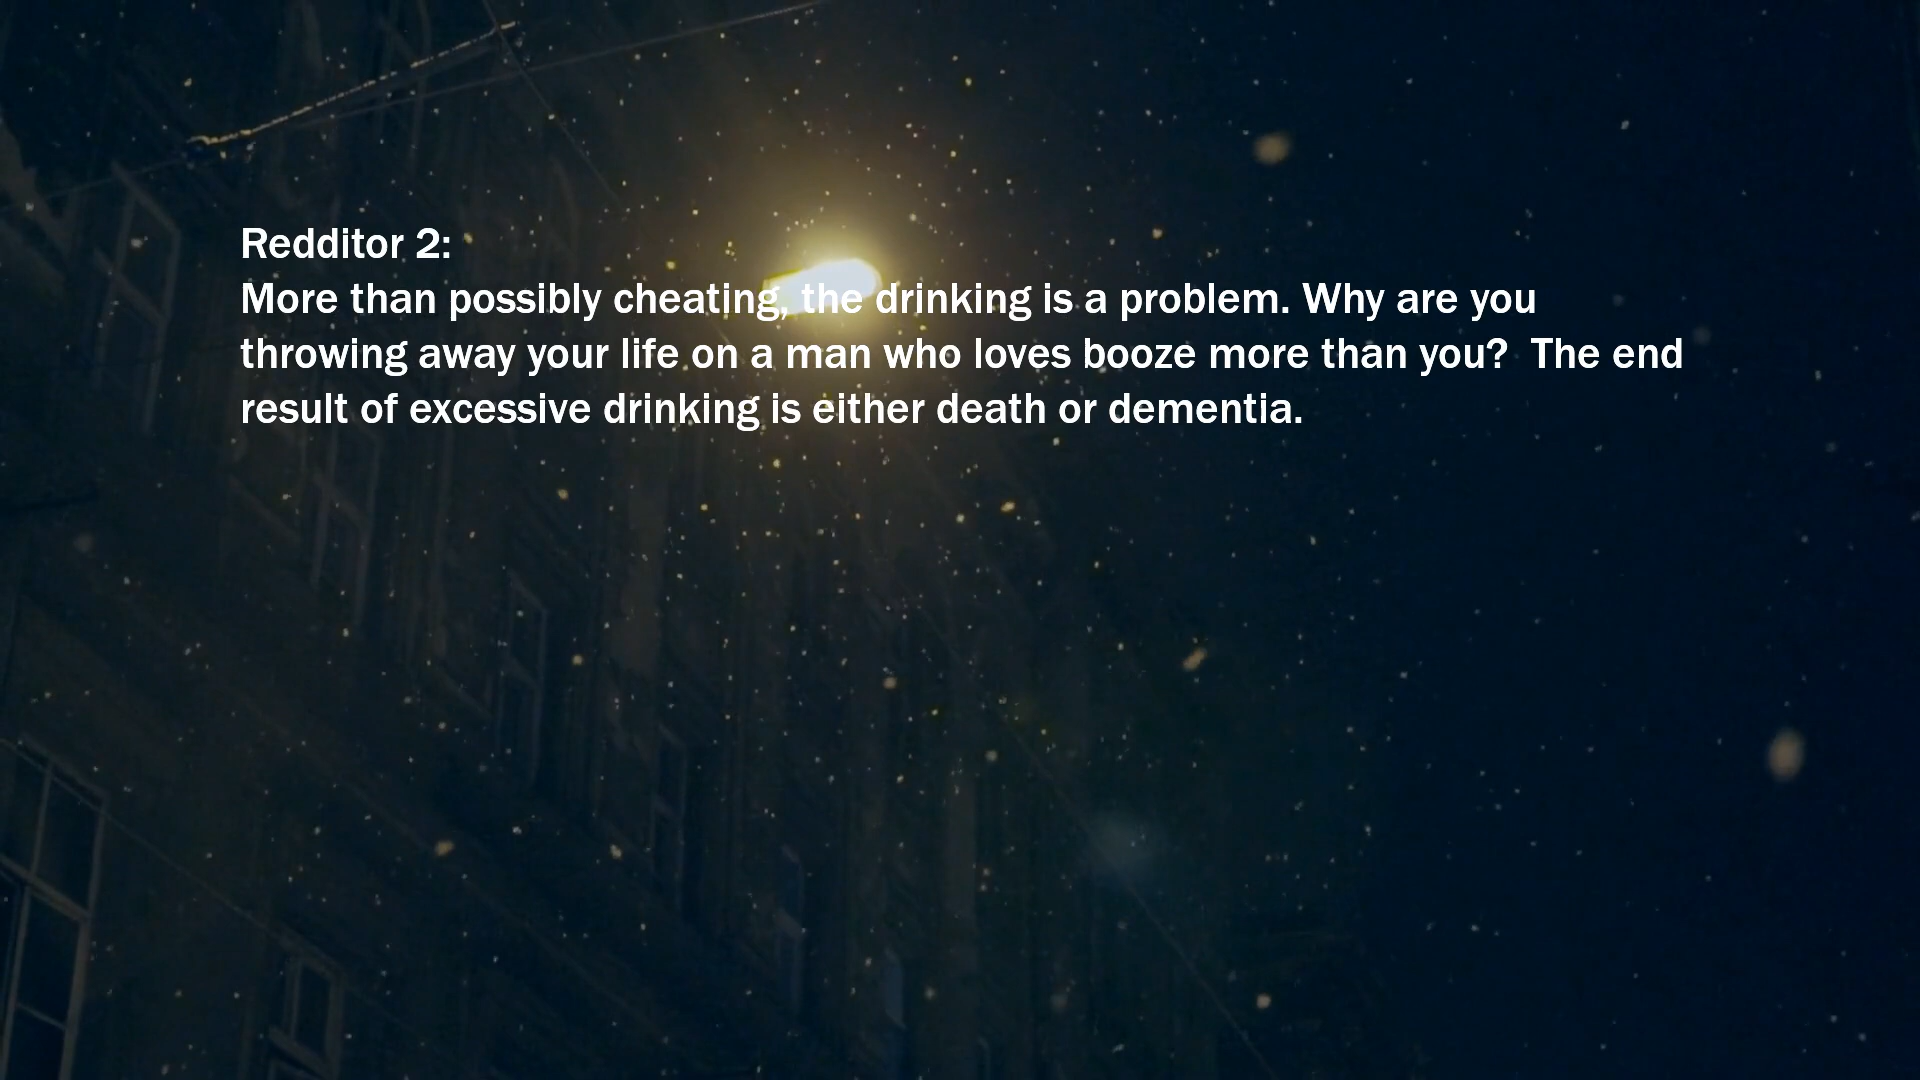 Redditor 2:
More than possibly cheating, the drinking is a problem. Why are you
throwing away your life on a man who loves booze more than you?  The end
result of excessive drinking is either death or dementia.